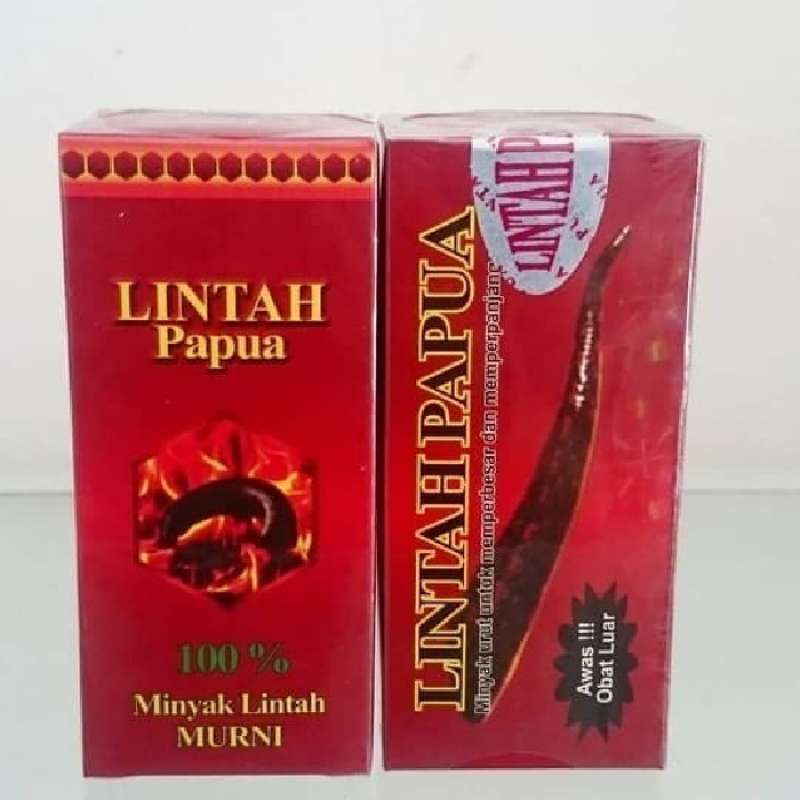 LINTAH
Papua
100 %
Minyak Lintah
MURNI
LINTAH PAPUA
Minyak urut untuk memperbesar dan memperpanjang
LINTAH
Awas !!!
Obat Luar